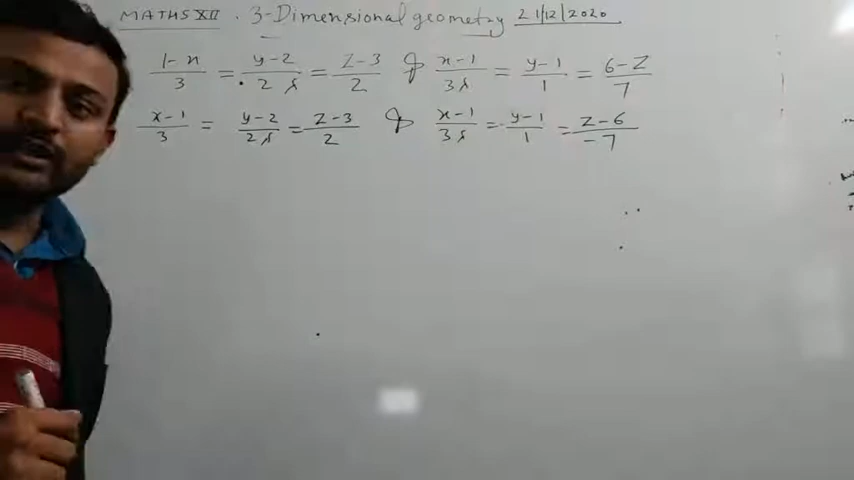 MATHS XII . 3-Dimensional geometry 21/12/2020
1-x/3 = y-2/2λ = z-3/2 & x-1/3λ = y-1/1 = 6-z/7
x-1/3 = y-2/2λ = z-3/2 & x-1/3λ = y-1/1 = z-6/-7